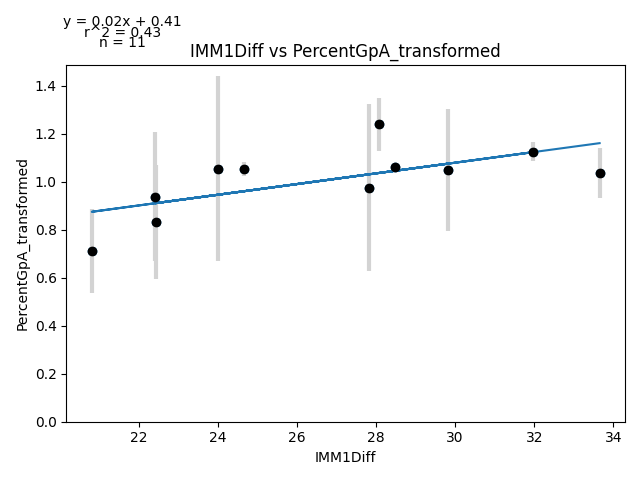 y = 0.02x + 0.41
r^2 = 0.43
n = 11
IMM1Diff vs PercentGpA_transformed
1.4
1.2
1.0
0.8
0.6
0.4
0.2
0.0
PercentGpA_transformed
22 24 26 28 30 32 34
IMM1Diff